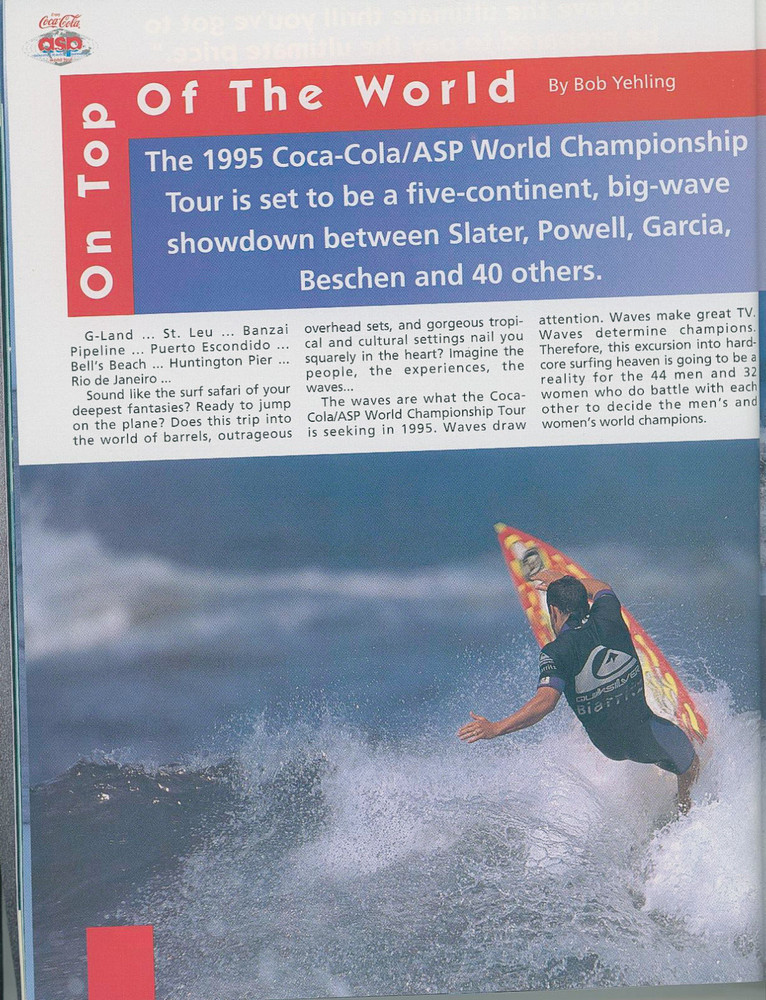 THE
Coca-Cola
asp
world tour
On Top Of The World
By Bob Yehling
The 1995 Coca-Cola/ASP World Championship
Tour is set to be a five-continent, big-wave
showdown between Slater, Powell, Garcia,
Beschen and 40 others.
G-Land ... St. Leu ... Banzai
Pipeline ... Puerto Escondido ...
Bell's Beach ... Huntington Pier ...
Rio de Janeiro ...
Sound like the surf safari of your
deepest fantasies? Ready to jump
on the plane? Does this trip into
the world of barrels, outrageous
overhead sets, and gorgeous tropi-
cal and cultural settings nail you
squarely in the heart? Imagine the
people, the experiences, the
waves...
The waves are what the Coca-
Cola/ASP World Championship Tour
is seeking in 1995. Waves draw
attention. Waves make great TV.
Waves determine champions.
Therefore, this excursion into hard-
core surfing heaven is going to be a
reality for the 44 men and 32
women who do battle with each
other to decide the men's and
women's world champions.
QUIKSILVER
Biarritz